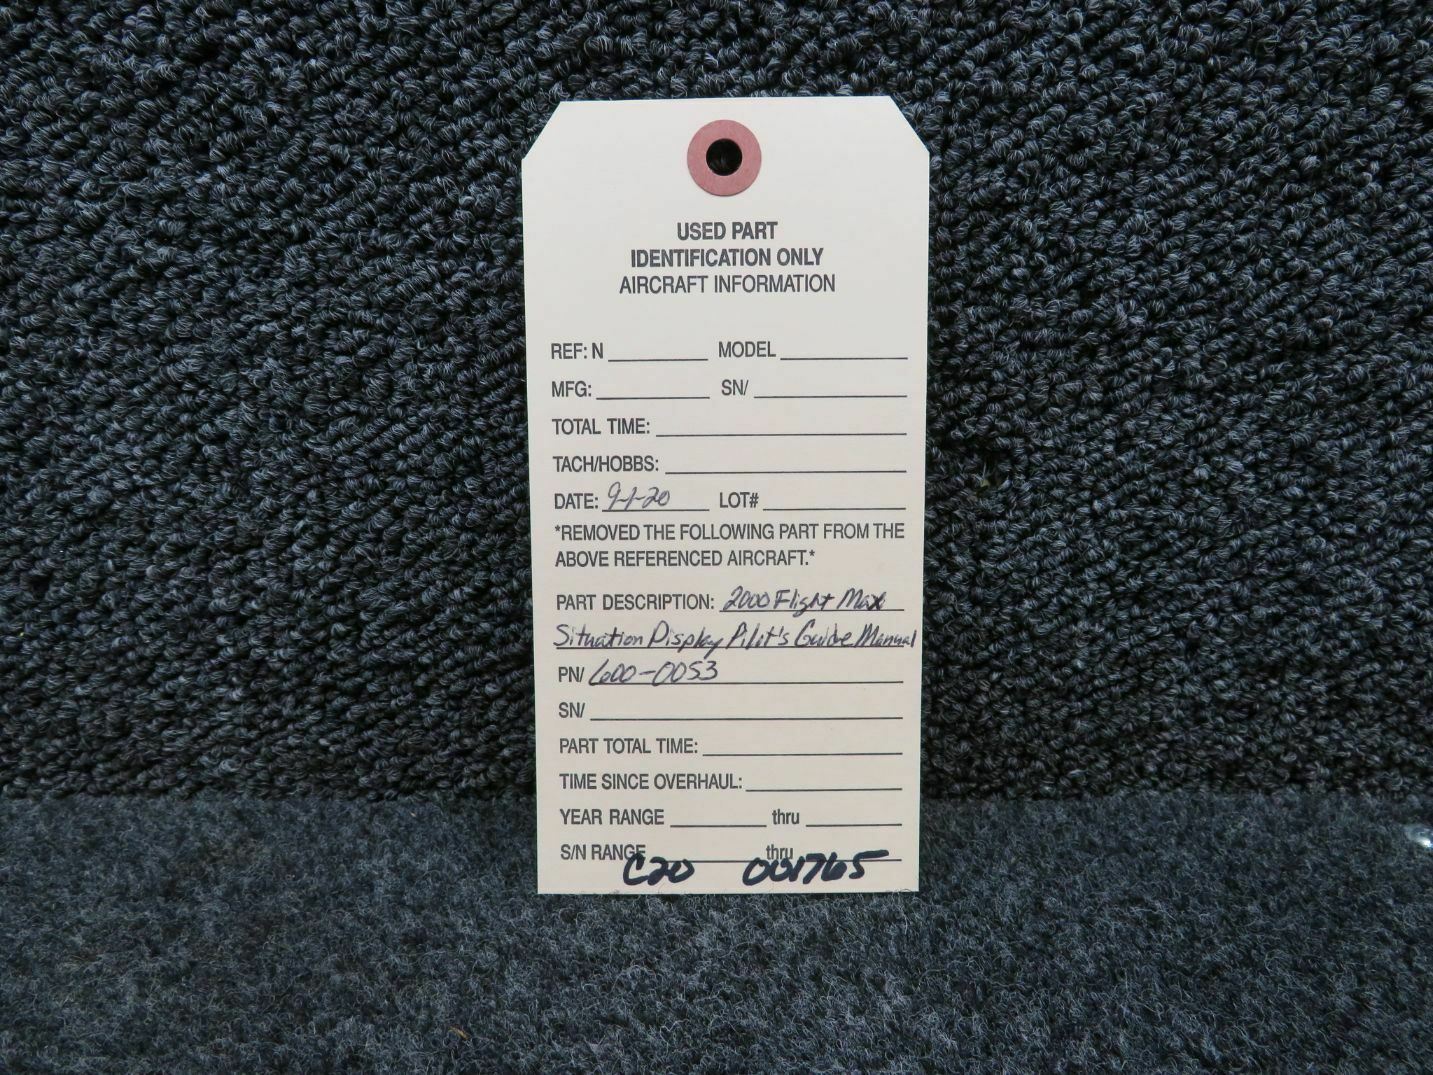 USED PART
IDENTIFICATION ONLY
AIRCRAFT INFORMATION
REF: N MODEL
MFG: SN/
TOTAL TIME:
TACH/HOBBS:
DATE: 9-1-20 LOT#
*REMOVED THE FOLLOWING PART FROM THE
ABOVE REFERENCED AIRCRAFT.*
PART DESCRIPTION: 2000 Flight Max
Situation Display Pilot's Guide Manual
PN/ 600-0053
SN/
PART TOTAL TIME:
TIME SINCE OVERHAUL:
YEAR RANGE thru
S/N RANGE thru
C20 001765